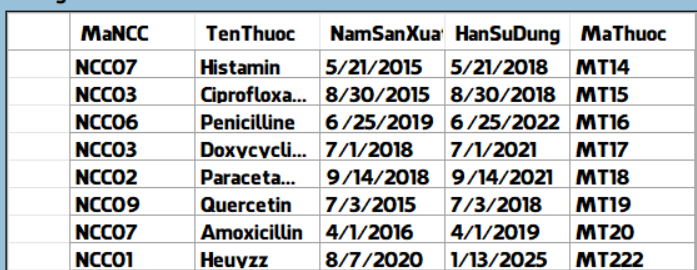 MaNCC TenThuoc NamSanXua HanSuDung MaThuoc
NCC07 Histamin 5/21/2015 5/21/2018 MT14
NCC03 Ciprofloxa... 8/30/2015 8/30/2018 MT15
NCC06 Penicilline 6/25/2019 6/25/2022 MT16
NCC03 Doxycycli... 7/1/2018 7/1/2021 MT17
NCC02 Paraceta... 9/14/2018 9/14/2021 MT18
NCC09 Quercetin 7/3/2015 7/3/2018 MT19
NCC07 Amoxicillin 4/1/2016 4/1/2019 MT20
NCC01 Heuyzz 8/7/2020 1/13/2025 MT222